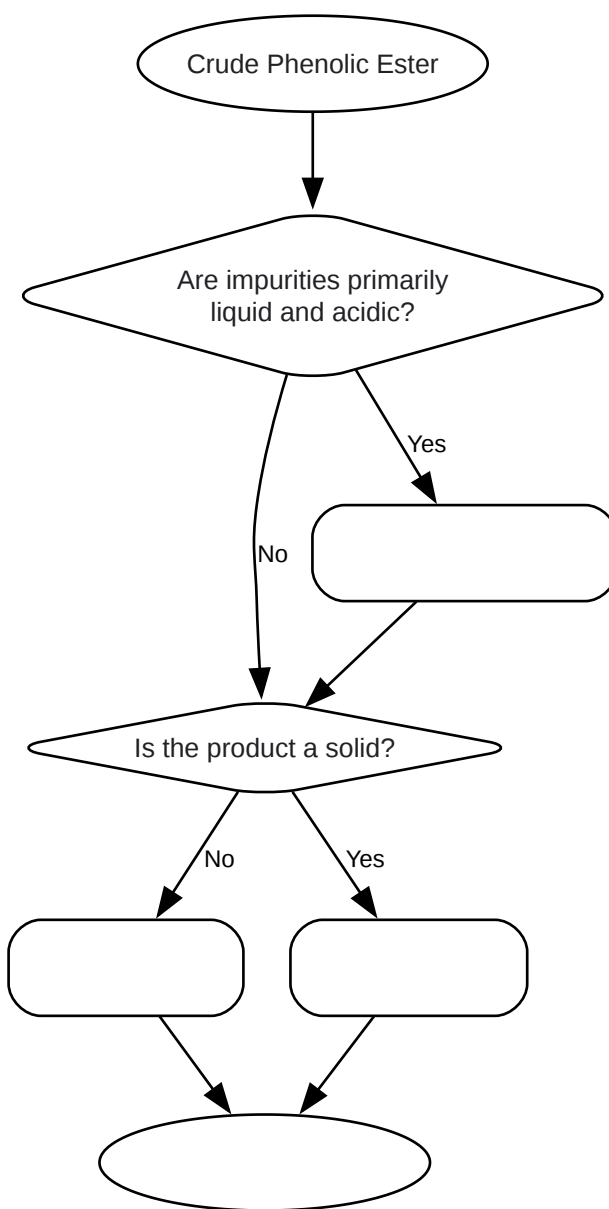 Crude Phenolic Ester
Are impurities primarily
liquid and acidic?
Yes
No
Is the product a solid?
No
Yes